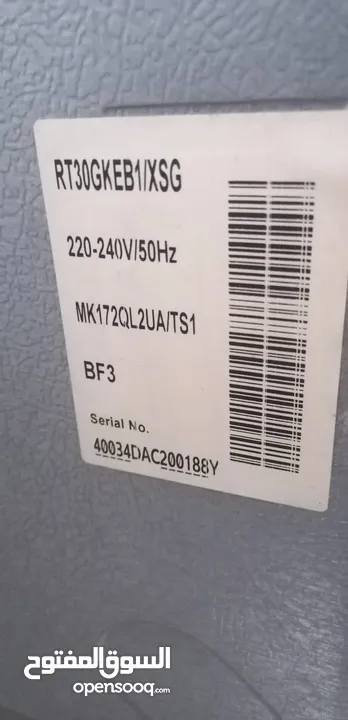 RT30GKEB1/XSG
220-240V/50Hz
MK172QL2UA/TS1
BF3
Serial No.
40034DAC200188Y
السوق المفتوح
opensooq.com